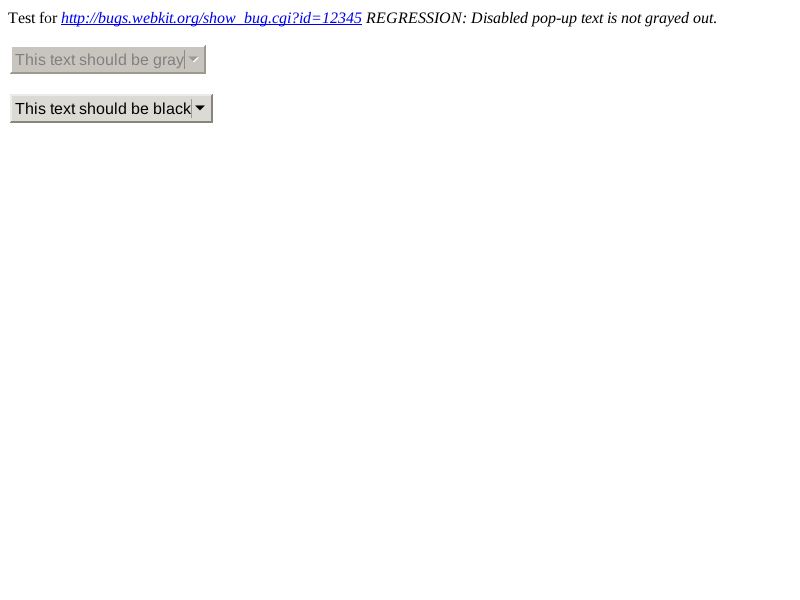 Test for http://bugs.webkit.org/show_bug.cgi?id=12345 REGRESSION: Disabled pop-up text is not grayed out.
This text should be gray
This text should be black